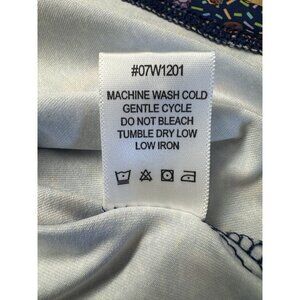 #07W1201
MACHINE WASH COLD
GENTLE CYCLE
DO NOT BLEACH
TUMBLE DRY LOW
LOW IRON